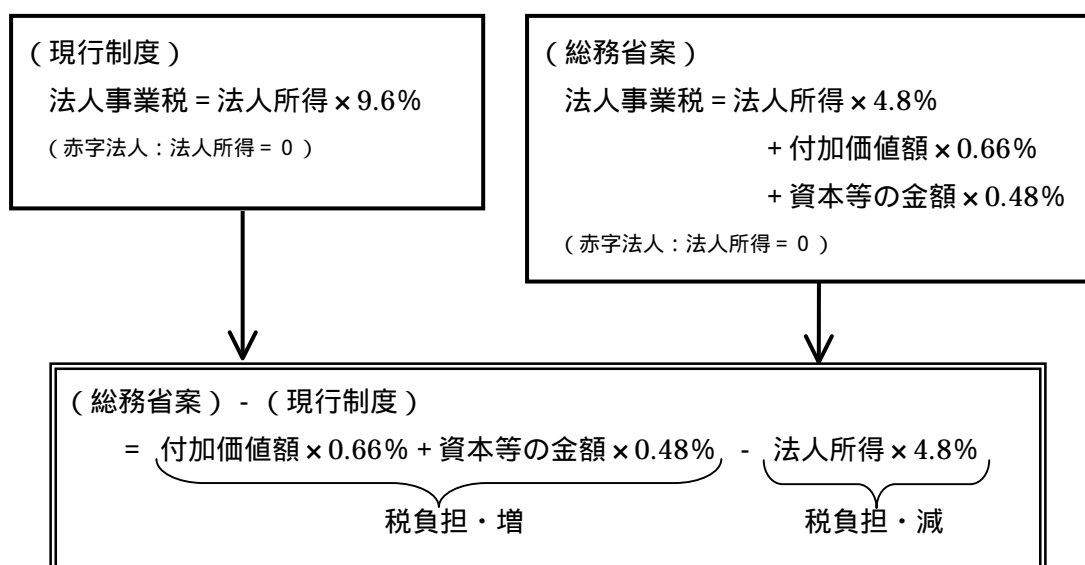 （現行制度）
法人事業税＝法人所得×9.6%
（赤字法人：法人所得＝０）
（総務省案）
法人事業税＝法人所得×4.8%
＋付加価値額×0.66%
＋資本等の金額×0.48%
（赤字法人：法人所得＝０）
（総務省案）-（現行制度）
＝付加価値額×0.66%＋資本等の金額×0.48% - 法人所得×4.8%
税負担・増 税負担・減